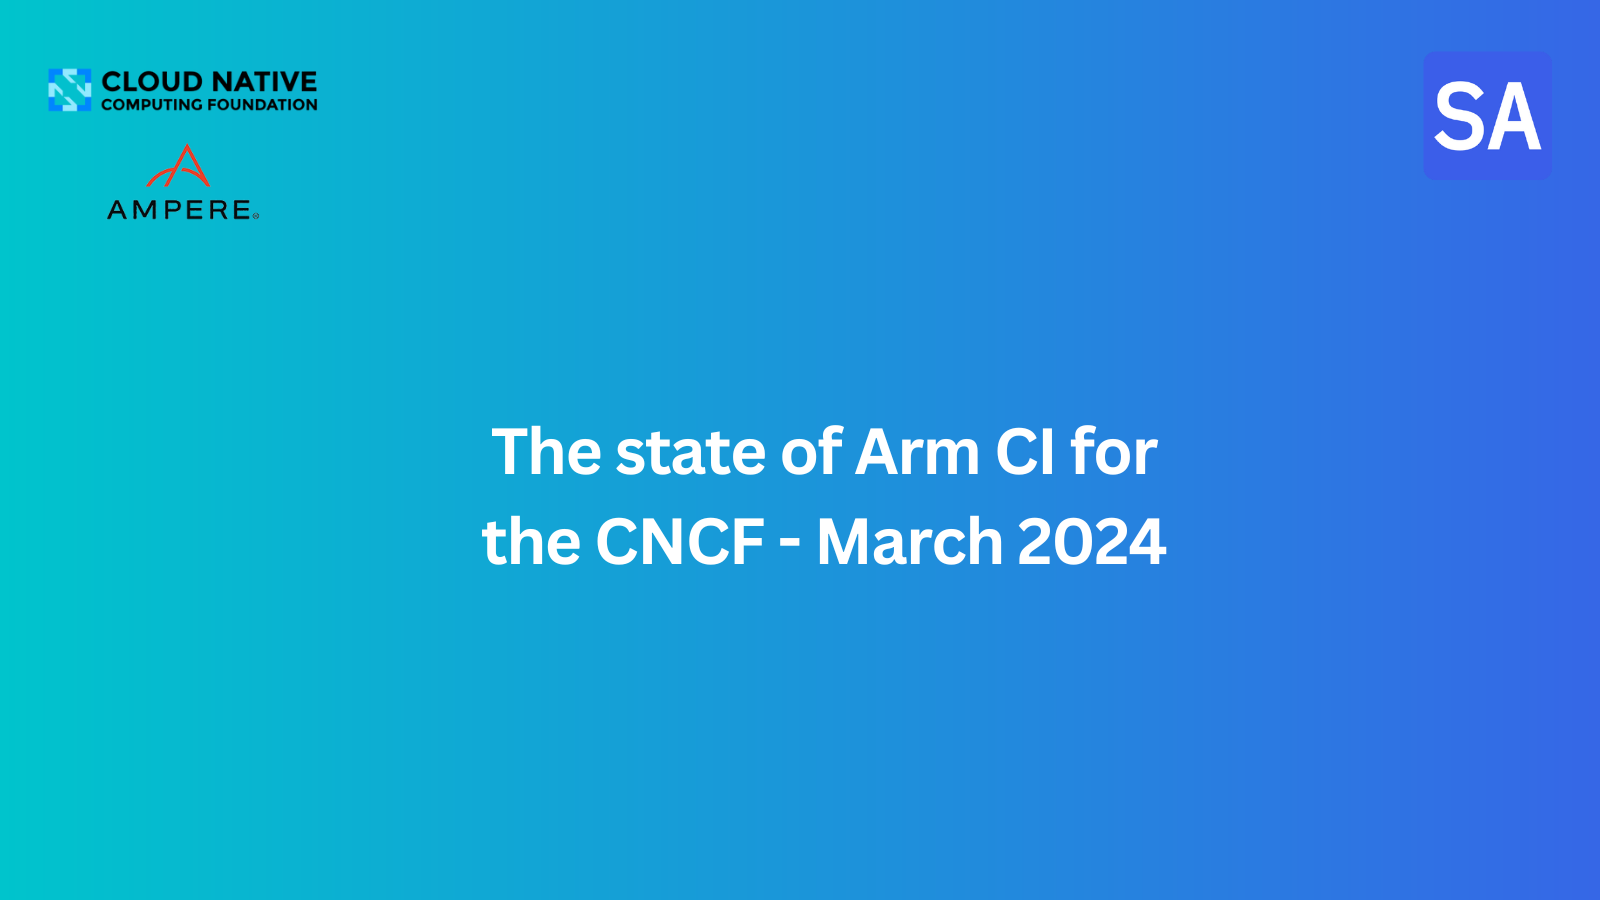 CLOUD NATIVE
COMPUTING FOUNDATION
AMPERE®
SA
The state of Arm CI for
the CNCF - March 2024